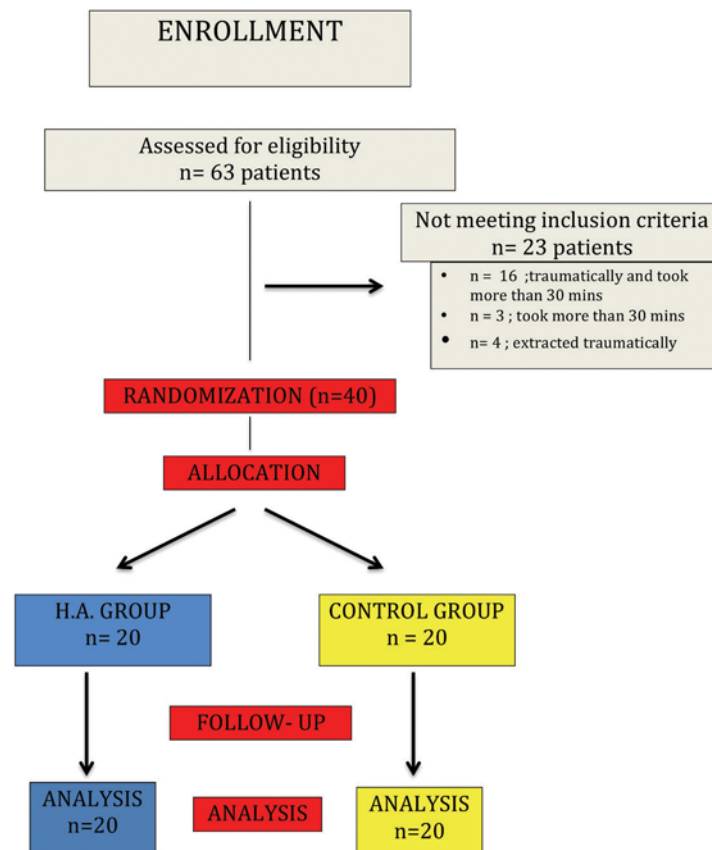 ENROLLMENT
Assessed for eligibility
n= 63 patients
Not meeting inclusion criteria
n= 23 patients
• n = 16 ;traumatically and took
more than 30 mins
• n = 3 ; took more than 30 mins
• n= 4 ; extracted traumatically
RANDOMIZATION (n=40)
ALLOCATION
H.A. GROUP
n= 20
CONTROL GROUP
n = 20
FOLLOW- UP
ANALYSIS
n=20
ANALYSIS
ANALYSIS
n=20